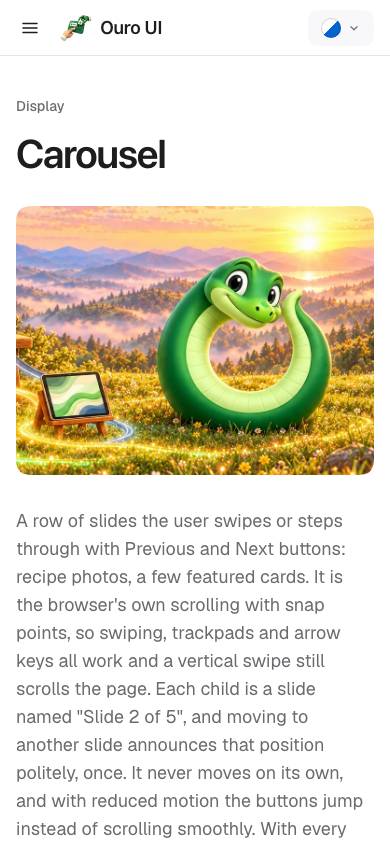 Ouro UI
Display
Carousel
A row of slides the user swipes or steps
through with Previous and Next buttons:
recipe photos, a few featured cards. It is
the browser's own scrolling with snap
points, so swiping, trackpads and arrow
keys all work and a vertical swipe still
scrolls the page. Each child is a slide
named "Slide 2 of 5", and moving to
another slide announces that position
politely, once. It never moves on its own,
and with reduced motion the buttons jump
instead of scrolling smoothly. With every